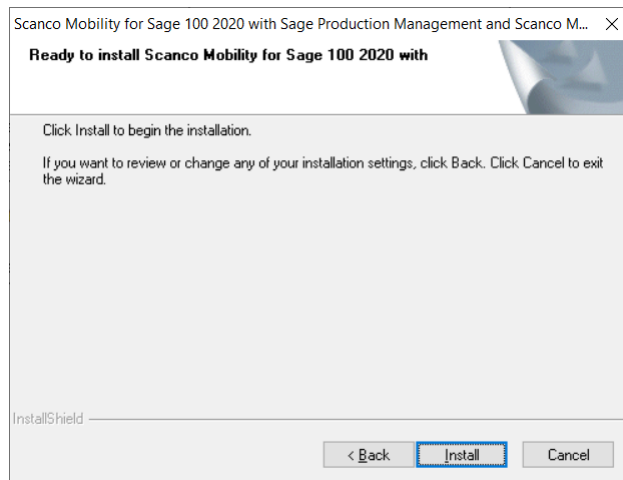 Scanco Mobility for Sage 100 2020 with Sage Production Management and Scanco M...
Ready to install Scanco Mobility for Sage 100 2020 with
Click Install to begin the installation.
If you want to review or change any of your installation settings, click Back. Click Cancel to exit
the wizard.
InstallShield
< Back Install Cancel